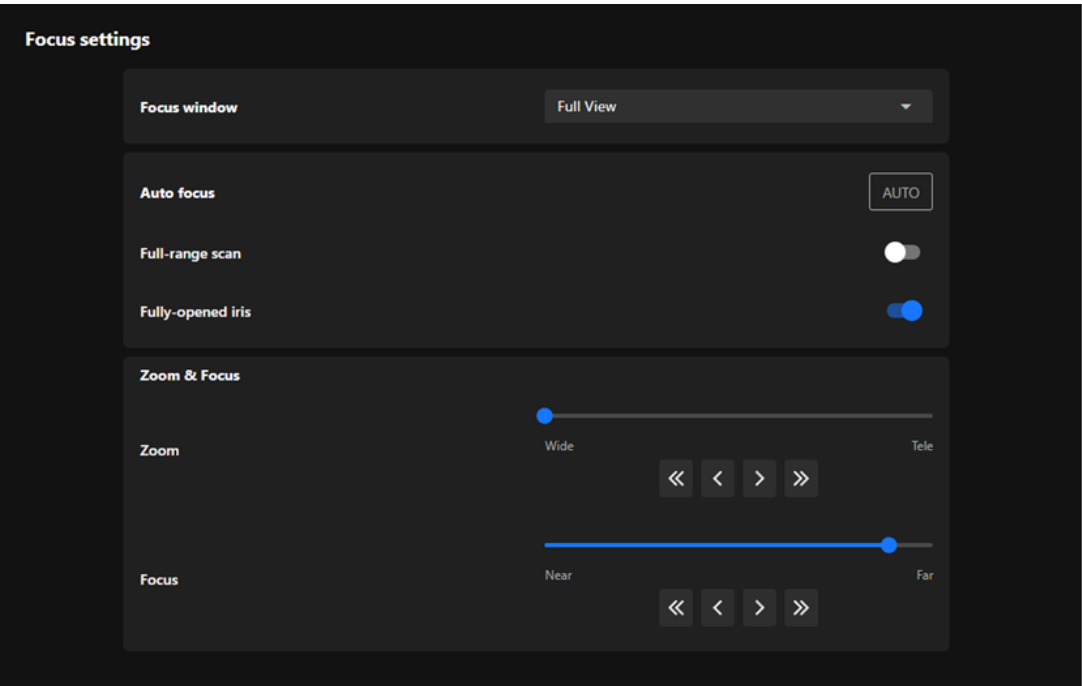 Focus settings
Focus window
Full View
Auto focus
AUTO
Full-range scan
Fully-opened iris
Zoom & Focus
Zoom
Wide
Tele
Focus
Near
Far